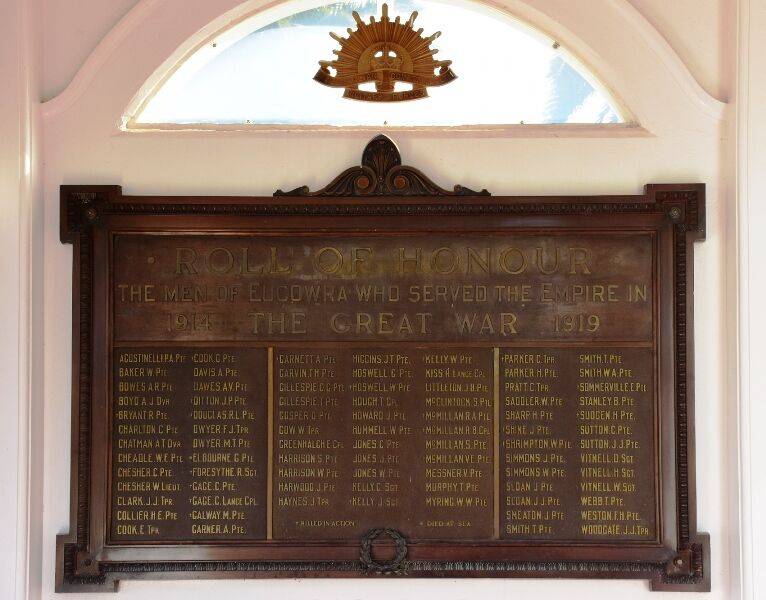 ROLL OF HONOUR
THE MEN OF EUGOWRA WHO SERVED THE EMPIRE IN
1914 THE GREAT WAR 1919
AGOSTINELLI P.A. PTE
BAKER W. PTE
BOWES A.R. PTE
BOYD A.J. DVR
+BRYANT R. PTE
CHARLTON C. PTE
CHATMAN A.T. DVR
CHEADLE W.F. PTE
CHESHER C. PTE
CHESHER W. LIEUT.
CLARK J.J. TPR
COLLIER H.E. PTE
COOK E. TPR
+COOK C. PTE
DAVIS A. PTE
DAWES A.V. PTE
+DITTON J.P. PTE
+DOUGLAS R.L. PTE
DWYER F.J. TPR
DWYER M.T. PTE
+ELBOURNE G. PTE
+FORESYTHE R. SGT
GAGE C. PTE
+GAGE G. LANCE CPL
+GALWAY M. PTE
GARNER A. PTE
+GARNETT A. PTE
GARVIN T.H. PTE
GILLESPIE C.G. PTE
GILLESPIE T. PTE
GOSPER O. PTE
GOW W. TPR
GREENHALGH E. CPL
HARRISON S. PTE
HARRISON W. PTE
HARWOOD J. PTE
HAYNES J. TPR
HIGGINS J.T. PTE
HOSWELL G. PTE
+HOSWELL W. PTE
HOUGH T. CPL
HOWARD J. PTE
HUMMELL W. PTE
JONES C. PTE
JONES J. PTE
JONES W. PTE
KELLY C. SGT
+KELLY J. SGT
+KELLY W. PTE
KISS R. LANCE CPL
LITTLETON J.B. PTE
McCLINTOCK S. PTE
+McMILLAN R.A. PTE
+McMILLAN R.B. CPL
McMILLAN S. PTE
McMILLAN V.E. PTE
MESSNER V. PTE
MURPHY T. PTE
MYRING W.W. PTE
+PARKER C. TPR
PARKER H. PTE
PRATT C. TPR
SADDLER W. PTE
SHARP H. PTE
+SHINE J. PTE
+SHRIMPTON W. PTE
SIMMONS J. PTE
SIMMONS W. PTE
SLOAN J. PTE
SLOAN J.J. PTE
SMEATON J. PTE
SMITH T. PTE
SMITH T. PTE
SMITH W.A. PTE
+SOMMERVILLE E. PTE
STANLEY B. PTE
+SUDDEN H. PTE
SUTTON C. PTE
SUTTON J.J. PTE
VITNELL D. SGT
VITNELL H. SGT
VITNELL W. SGT
WEBB T. PTE
WESTON F.H. PTE
WOODGATE J.J. TPR
+ KILLED IN ACTION
* DIED AT SEA